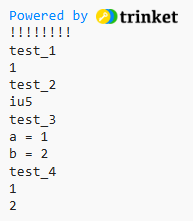 Powered by trinket
!!!!!!!!
test_1
1
test_2
iu5
test_3
a = 1
b = 2
test_4
1
2